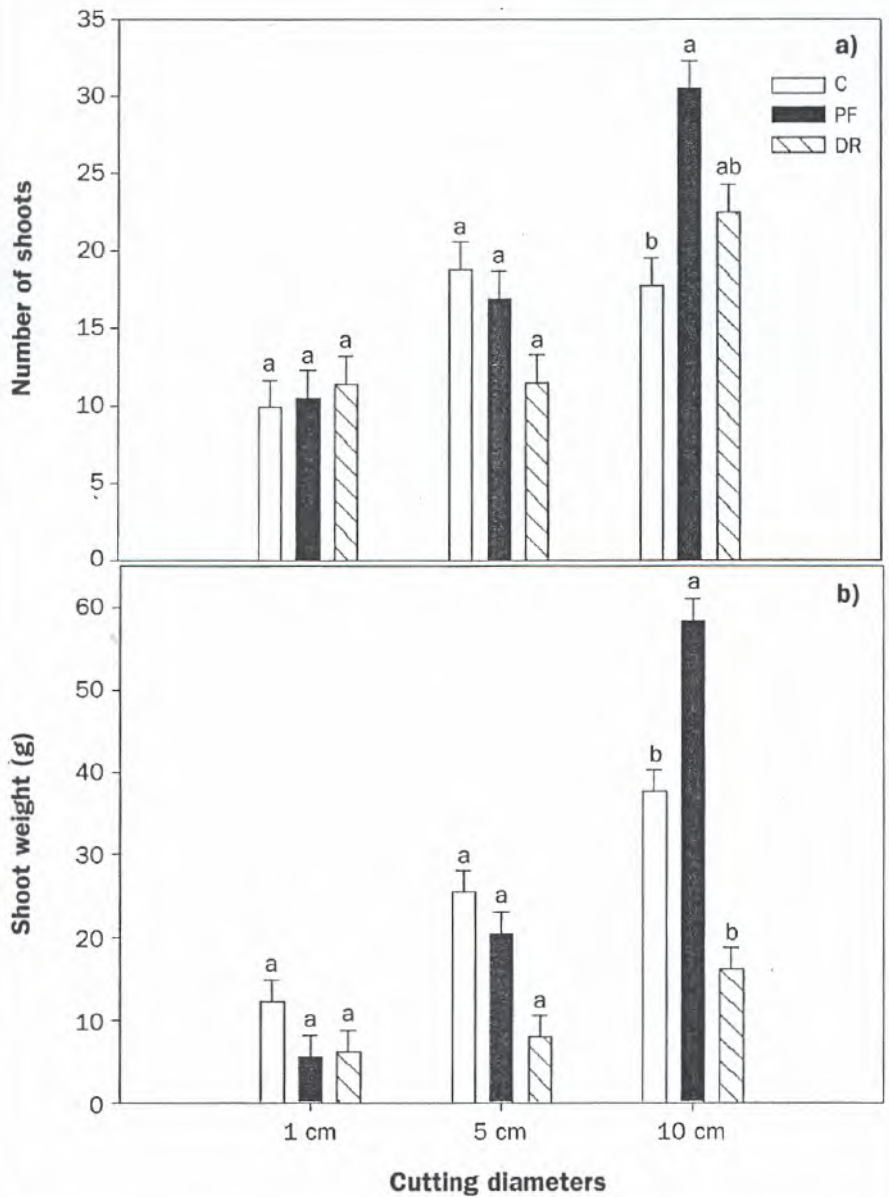 35
30
25
20
15
10
5
0
Number of shoots
a)
C
PF
DR
a a a
a a a
b a ab
60
50
40
30
20
10
0
Shoot weight (g)
b)
a a a
a a a
b a b
1 cm 5 cm 10 cm
Cutting diameters